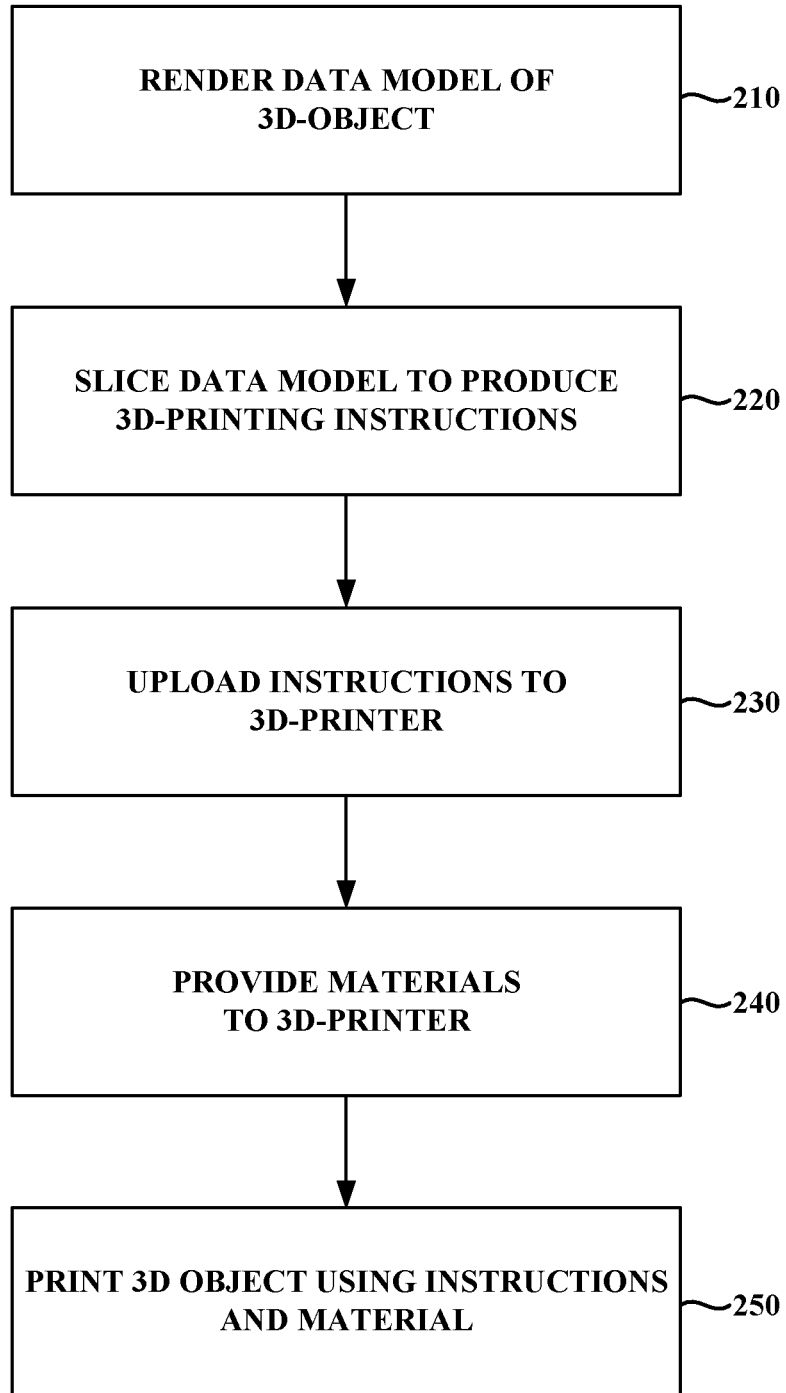 RENDER DATA MODEL OF
3D-OBJECT
210
SLICE DATA MODEL TO PRODUCE
3D-PRINTING INSTRUCTIONS
220
UPLOAD INSTRUCTIONS TO
3D-PRINTER
230
PROVIDE MATERIALS
TO 3D-PRINTER
240
PRINT 3D OBJECT USING INSTRUCTIONS
AND MATERIAL
250